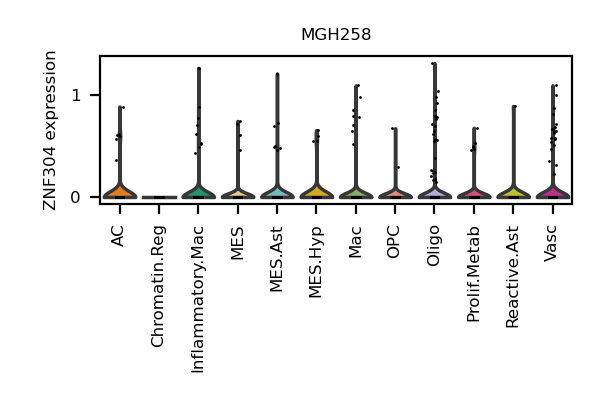 MGH258
ZNF304 expression
1
0
AC
Chromatin.Reg
Inflammatory.Mac
MES
MES.Ast
MES.Hyp
Mac
OPC
Oligo
Prolif.Metab
Reactive.Ast
Vasc